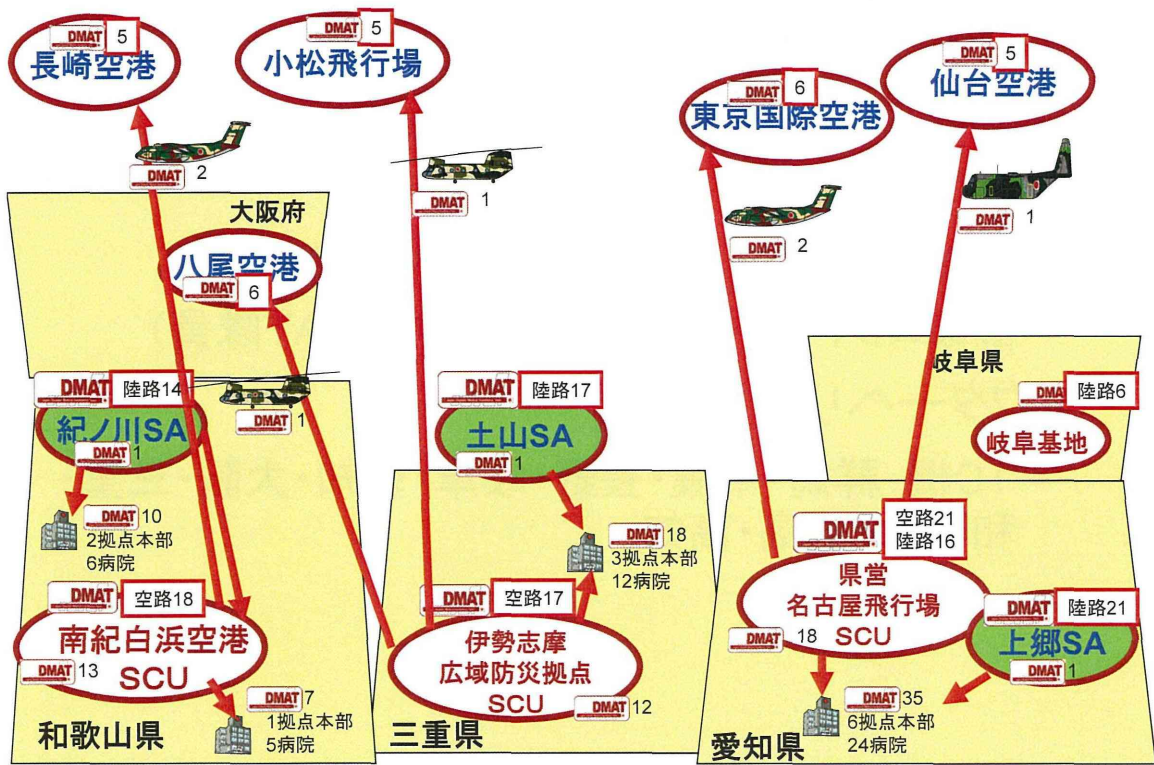 DMAT 5
長崎空港
DMAT 5
小松飛行場
DMAT 6
東京国際空港
DMAT 5
仙台空港
DMAT 2
DMAT 1
DMAT 2
DMAT 1
大阪府
八尾空港
DMAT 6
岐阜県
DMAT 陸路6
岐阜基地
DMAT 陸路14
紀ノ川SA
DMAT 1
DMAT 1
DMAT 陸路17
土山SA
DMAT 1
DMAT 10
2拠点本部
6病院
DMAT 18
3拠点本部
12病院
DMAT 空路21
陸路16
県営
名古屋飛行場
SCU
DMAT 18
DMAT 陸路21
上郷SA
DMAT 1
DMAT 空路18
南紀白浜空港
SCU
DMAT 13
DMAT 7
1拠点本部
5病院
和歌山県
DMAT 空路17
伊勢志摩
広域防災拠点
SCU
DMAT 12
三重県
DMAT 35
6拠点本部
24病院
愛知県